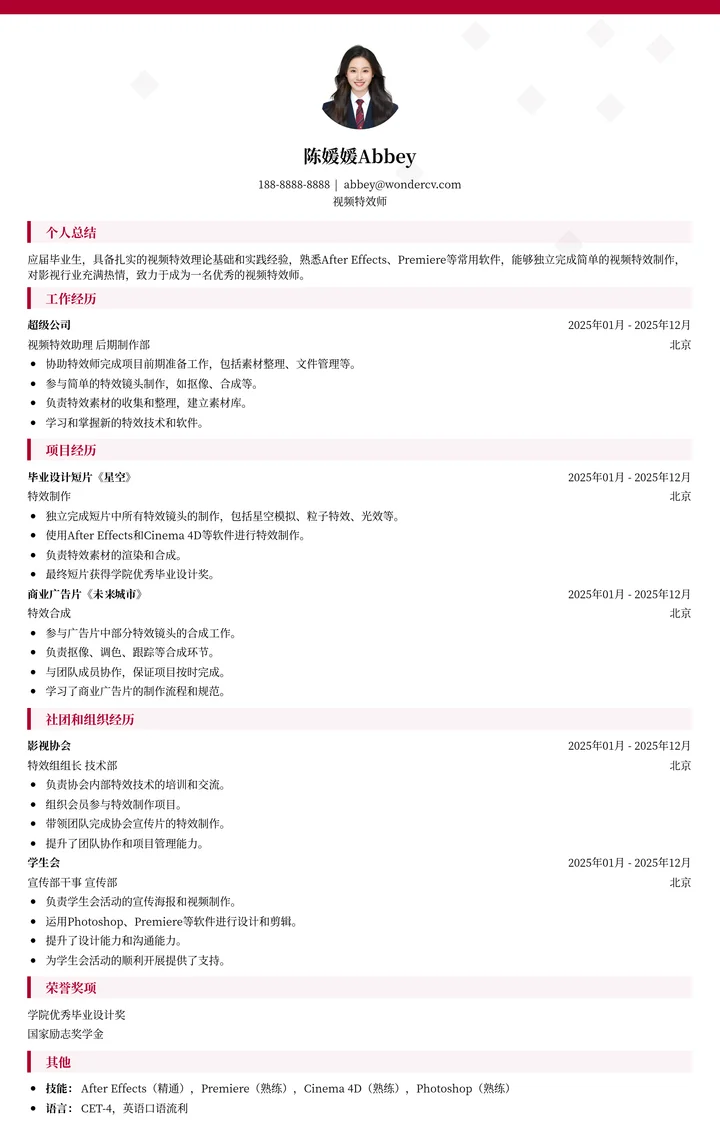 陈媛媛Abbey
188-8888-8888 | abbey@wondercv.com
视频特效师
个人总结
应届毕业生，具备扎实的视频特效理论基础和实践经验，熟悉After Effects、Premiere等常用软件，能够独立完成简单的视频特效制作，
对影视行业充满热情，致力于成为一名优秀的视频特效师。
工作经历
超级公司 2025年01月 - 2025年12月
视频特效助理 后期制作部 北京
• 协助特效师完成项目前期准备工作，包括素材整理、文件管理等。
• 参与简单的特效镜头制作，如抠像、合成等。
• 负责特效素材的收集和整理，建立素材库。
• 学习和掌握新的特效技术和软件。
项目经历
毕业设计短片《星空》 2025年01月 - 2025年12月
特效制作 北京
• 独立完成短片中所有特效镜头的制作，包括星空模拟、粒子特效、光效等。
• 使用After Effects和Cinema 4D等软件进行特效制作。
• 负责特效素材的渲染和合成。
• 最终短片获得学院优秀毕业设计奖。
商业广告片《未来城市》 2025年01月 - 2025年12月
特效合成 北京
• 参与广告片中部分特效镜头的合成工作。
• 负责抠像、调色、跟踪等合成环节。
• 与团队成员协作，保证项目按时完成。
• 学习了商业广告片的制作流程和规范。
社团和组织经历
影视协会 2025年01月 - 2025年12月
特效组组长 技术部 北京
• 负责协会内部特效技术的培训和交流。
• 组织会员参与特效制作项目。
• 带领团队完成协会宣传片的特效制作。
• 提升了团队协作和项目管理能力。
学生会 2025年01月 - 2025年12月
宣传部干事 宣传部 北京
• 负责学生会活动的宣传海报和视频制作。
• 运用Photoshop、Premiere等软件进行设计和剪辑。
• 提升了设计能力和沟通能力。
• 为学生会活动的顺利开展提供了支持。
荣誉奖项
学院优秀毕业设计奖
国家励志奖学金
其他
• 技能： After Effects（精通），Premiere（熟练），Cinema 4D（熟练），Photoshop（熟练）
• 语言： CET-4，英语口语流利